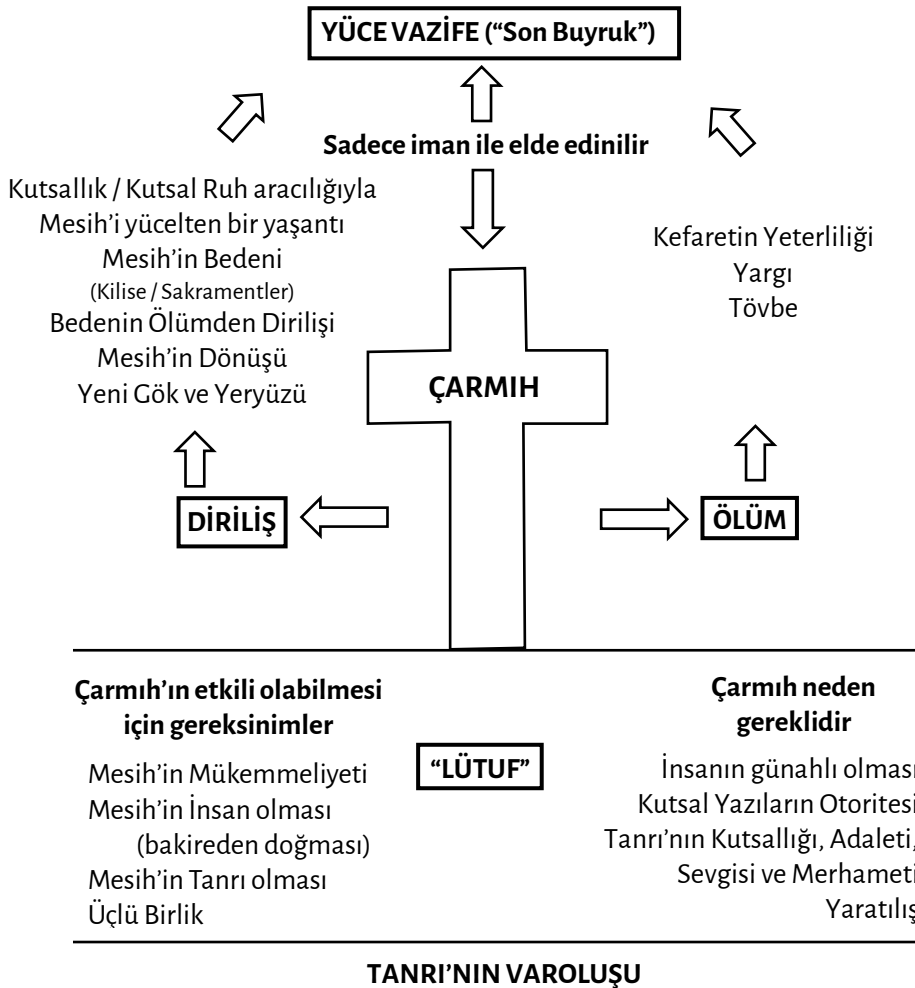 YÜCE VAZİFE (“Son Buyruk”)
Sadece iman ile elde edinilir
Kutsallık / Kutsal Ruh aracılığıyla
Mesih’i yücelten bir yaşantı
Mesih’in Bedeni
(Kilise / Sakramentler)
Bedenin Ölümden Dirilişi
Mesih’in Dönüşü
Yeni Gök ve Yeryüzü
Kefaretin Yeterliliği
Yargı
Tövbe
ÇARMIH
DİRİLİŞ
ÖLÜM
Çarmıh’ın etkili olabilmesi
için gereksinimler
Mesih’in Mükemmeliyeti
Mesih’in İnsan olması
(bakireden doğması)
Mesih’in Tanrı olması
Üçlü Birlik
“LÜTUF”
Çarmıh neden
gereklidir
İnsanın günahlı olması
Kutsal Yazıların Otoritesi
Tanrı’nın Kutsallığı, Adaleti,
Sevgisi ve Merhameti
Yaratılış
TANRI’NIN VAROLUŞU